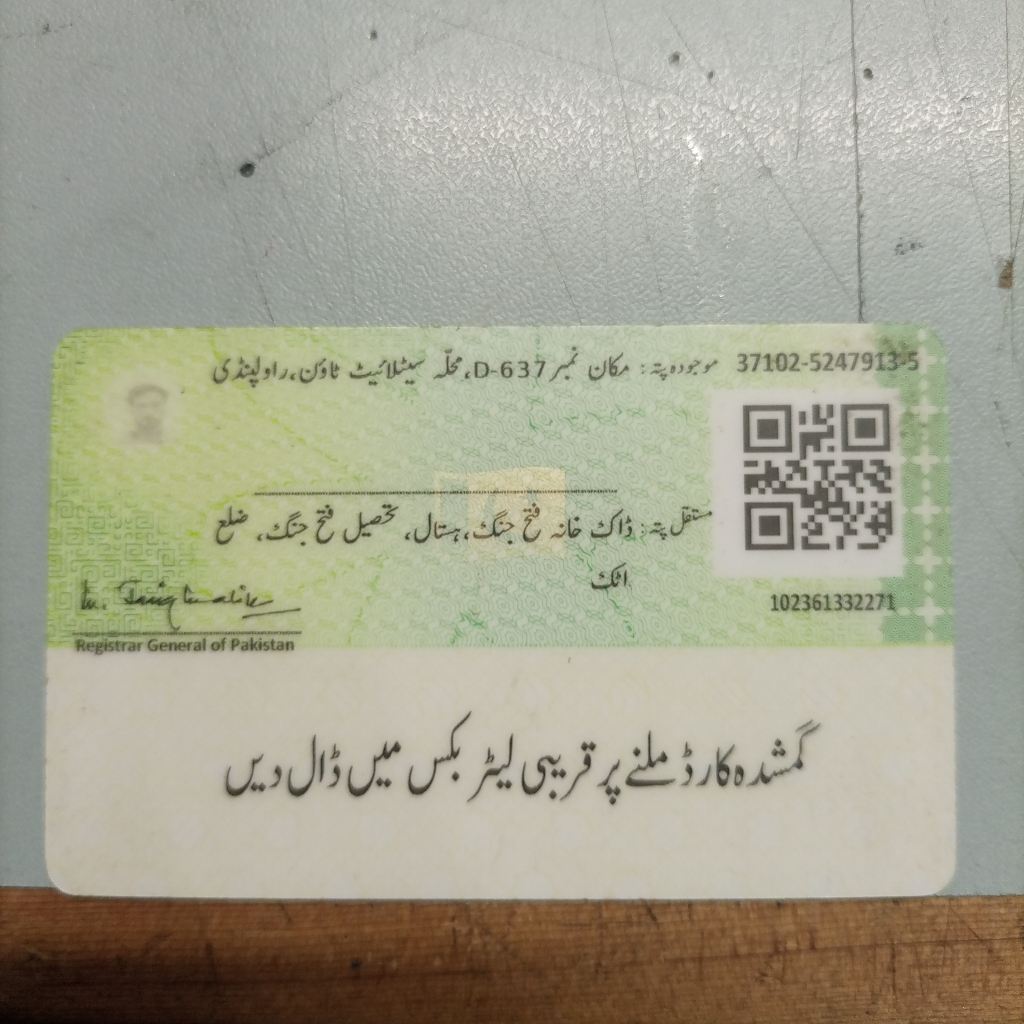 37102-5247913-5 موجودہ پتہ: مکان نمبر D-637، محلّہ سیٹلائیٹ ٹاؤن، راولپنڈی
مستقل پتہ: ڈاک خانہ فتح جنگ، ہستال، تحصیل فتح جنگ، ضلع
اٹک
102361332271
Registrar General of Pakistan
گمشدہ کارڈ ملنے پر قریبی لیٹر بکس میں ڈال دیں